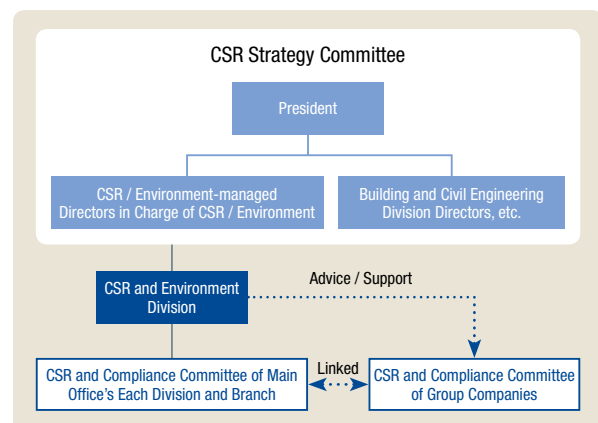 CSR Strategy Committee
President
CSR / Environment-managed
Directors in Charge of CSR / Environment
Building and Civil Engineering
Division Directors, etc.
CSR and Environment
Division
Advice / Support
CSR and Compliance Committee of Main
Office's Each Division and Branch
Linked
CSR and Compliance Committee
of Group Companies